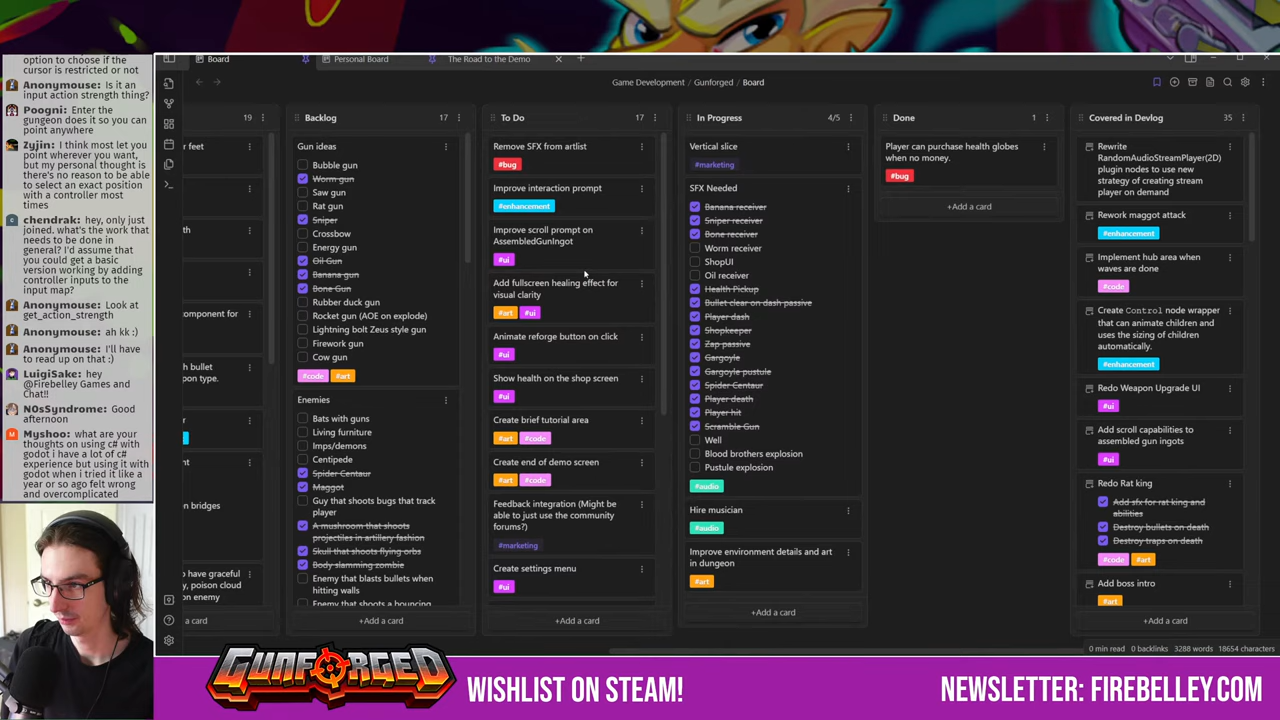 option to choose if the
cursor is restricted or not
Anonymouse: Is it an
input action strength thing?
Poogni: Enter the
gungeon does it so you can
point anywhere
Zyjin: I think most let you
point wherever you want,
but my personal thought is
there's no reason to be able
to select an exact position
with a controller most
times
chendrak: hey, only just
joined. what's the work that
needs to be done in
general? I'd assume that
you could get a basic
version working by adding
controller inputs to the
input map?
Anonymouse: Look at
get_action_strength
Anonymouse: ah kk :)
Anonymouse: I'll have
to read up on that :)
LuigiSake: hey
@Firebelley Games and
Chat!!
N0sSyndrome: Good
afternoon
Myshoo: what are your
thoughts on using c# with
godot i have a lot of c#
experience but using it with
godot when i tried it like a
year or so ago felt wrong
and overcomplicated
Board
Personal Board
The Road to the Demo
Game Development / Gunforged / Board
19
feet
th
component for
h bullet
pon type.
r
nt
on bridges
o have graceful
, poison cloud
on enemy
a card
Backlog 17
Gun ideas
Bubble gun
Worm gun
Saw gun
Rat gun
Sniper
Crossbow
Energy gun
Oil Gun
Banana gun
Bone Gun
Rubber duck gun
Rocket gun (AOE on explode)
Lightning bolt Zeus style gun
Firework gun
Cow gun
#code #art
Enemies
Bats with guns
Living furniture
Imps/demons
Centipede
Spider Centaur
Maggot
Guy that shoots bugs that track
player
A mushroom that shoots
projectiles in artillery fashion
Skull that shoots flying orbs
Body slamming zombie
Enemy that blasts bullets when
hitting walls
Enemy that shoots a bouncing
+Add a card
To Do 17
Remove SFX from artlist
#bug
Improve interaction prompt
#enhancement
Improve scroll prompt on
AssembledGunIngot
#ui
Add fullscreen healing effect for
visual clarity
#art #ui
Animate reforge button on click
#ui
Show health on the shop screen
#ui
Create brief tutorial area
#art #code
Create end of demo screen
#art #code
Feedback integration (Might be
able to just use the community
forums?)
#marketing
Create settings menu
#ui
+Add a card
In Progress 4/5
Vertical slice
#marketing
SFX Needed
Banana receiver
Sniper receiver
Bone receiver
Worm receiver
ShopUI
Oil receiver
Health Pickup
Bullet clear on dash passive
Player dash
Shopkeeper
Zap passive
Gargoyle
Gargoyle pustule
Spider Centaur
Player death
Player hit
Scramble Gun
Well
Blood brothers explosion
Pustule explosion
#audio
Hire musician
#audio
Improve environment details and art
in dungeon
#art
+Add a card
Done 1
Player can purchase health globes
when no money.
#bug
+Add a card
Covered in Devlog 35
Rewrite
RandomAudioStreamPlayer(2D)
plugin nodes to use new
strategy of creating stream
players on demand
Rework maggot attack
#enhancement
Implement hub area when
waves are done
#code
Create Control node wrapper
that can animate children and
uses the sizing of children
automatically.
#enhancement
Redo Weapon Upgrade UI
#ui
Add scroll capabilities to
assembled gun ingots
#ui
Redo Rat king
Add sfx for rat king and
abilities
Destroy bullets on death
Destroy traps on death
#code #art
Add boss intro
#art
+Add a card
0 min read 0 backlinks 3288 words 18654 characters
GUNFORGED
WISHLIST ON STEAM!
NEWSLETTER: FIREBELLEY.COM